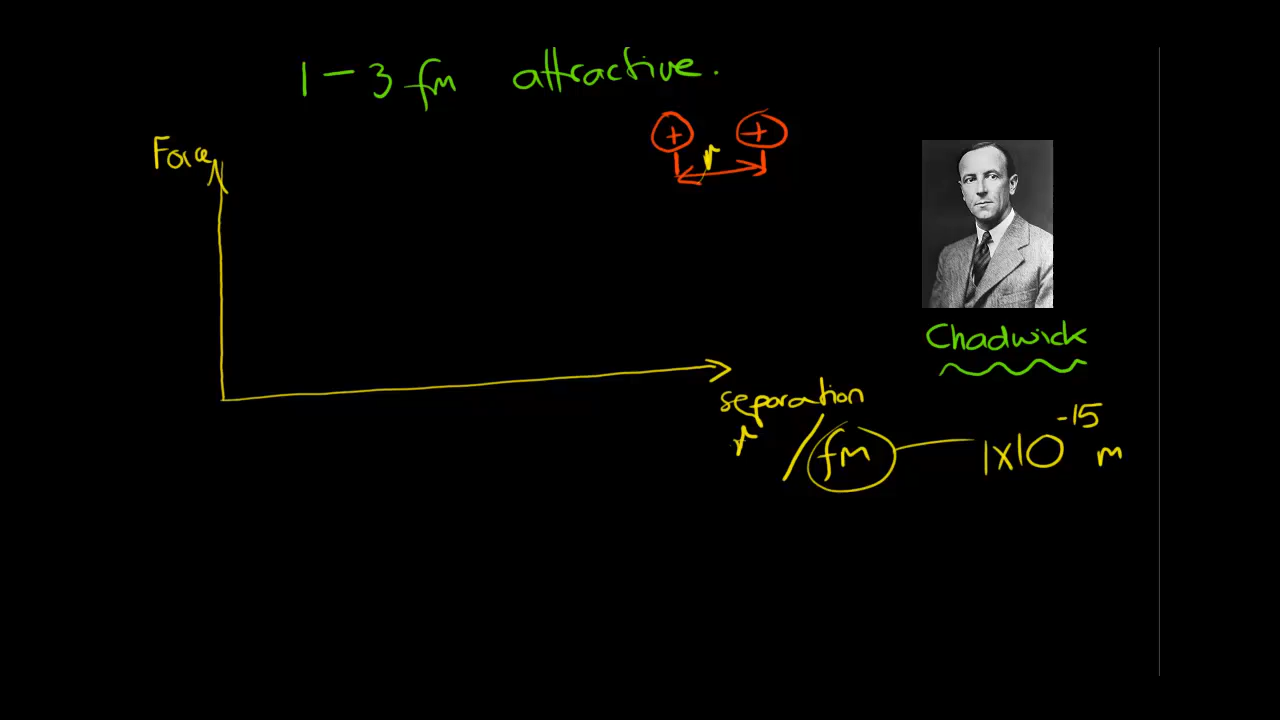 1 – 3 fm attractive.
Force
+ +
r
Chadwick
separation
r / fm
1x10⁻¹⁵ m